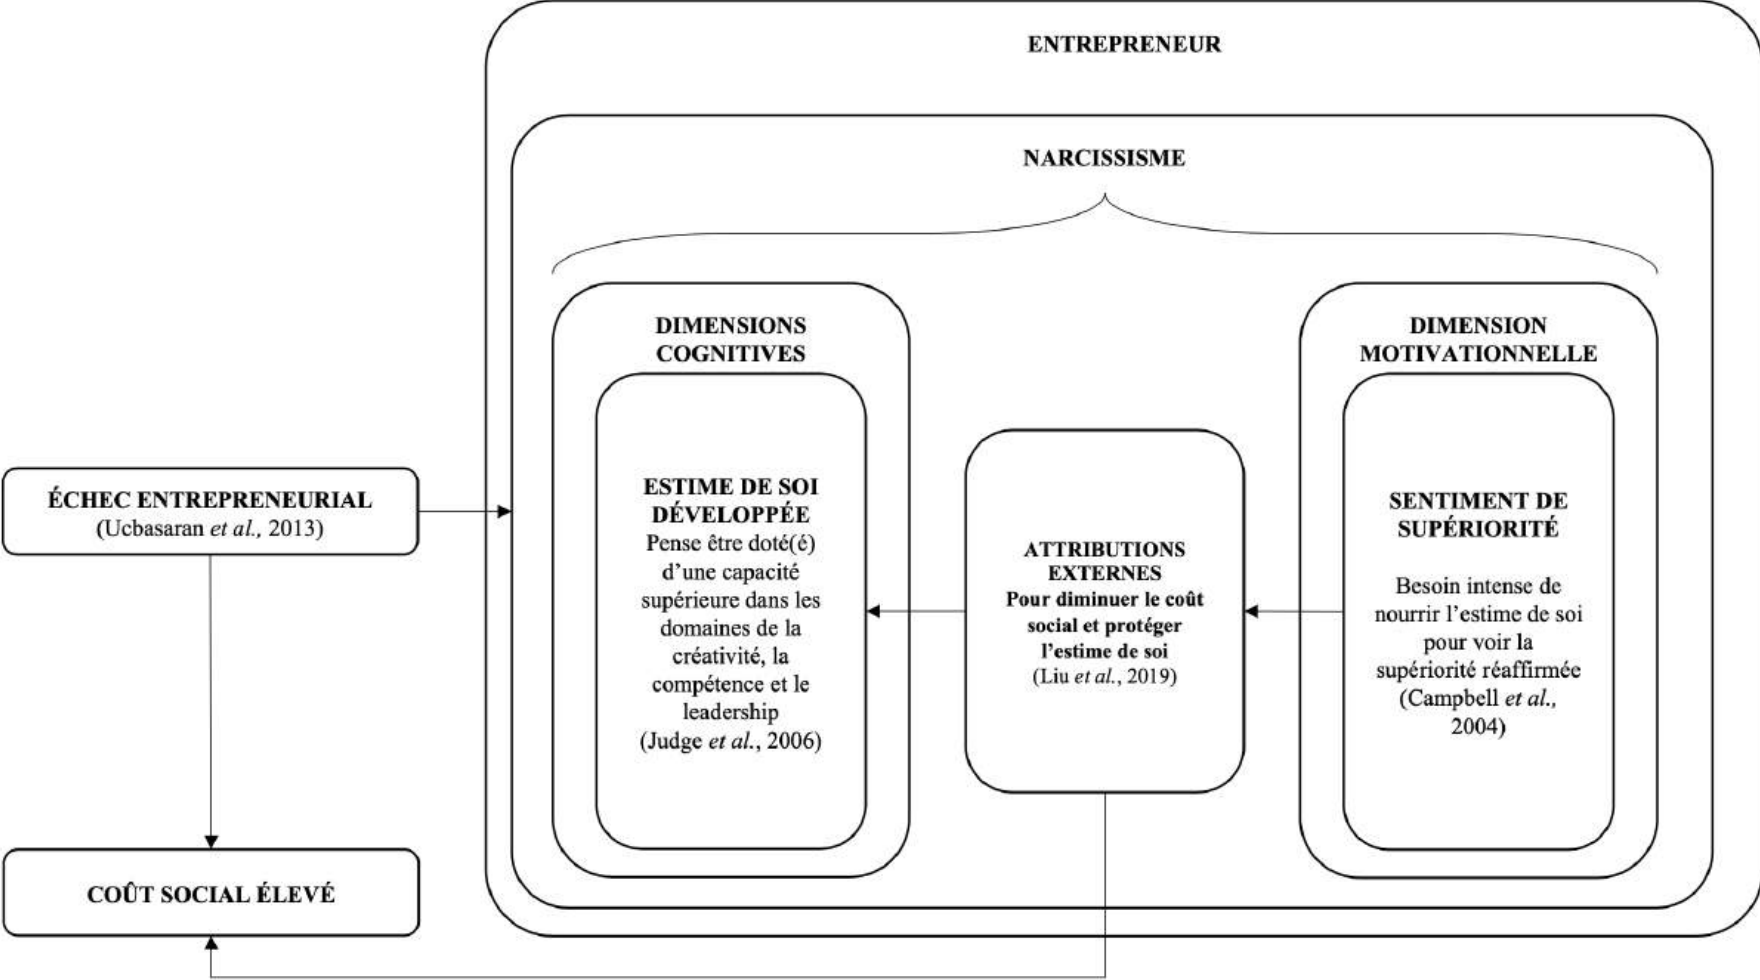 ENTREPRENEUR
NARCISSISME
DIMENSIONS
COGNITIVES
ESTIME DE SOI
DÉVELOPPÉE
Pense être doté(é)
d’une capacité
supérieure dans les
domaines de la
créativité, la
compétence et le
leadership
(Judge et al., 2006)
ATTRIBUTIONS
EXTERNES
Pour diminuer le coût
social et protéger
l’estime de soi
(Liu et al., 2019)
DIMENSION
MOTIVATIONNELLE
SENTIMENT DE
SUPÉRIORITÉ
Besoin intense de
nourrir l’estime de soi
pour voir la
supériorité réaffirmée
(Campbell et al.,
2004)
ÉCHEC ENTREPRENEURIAL
(Ucbasaran et al., 2013)
COÛT SOCIAL ÉLEVÉ